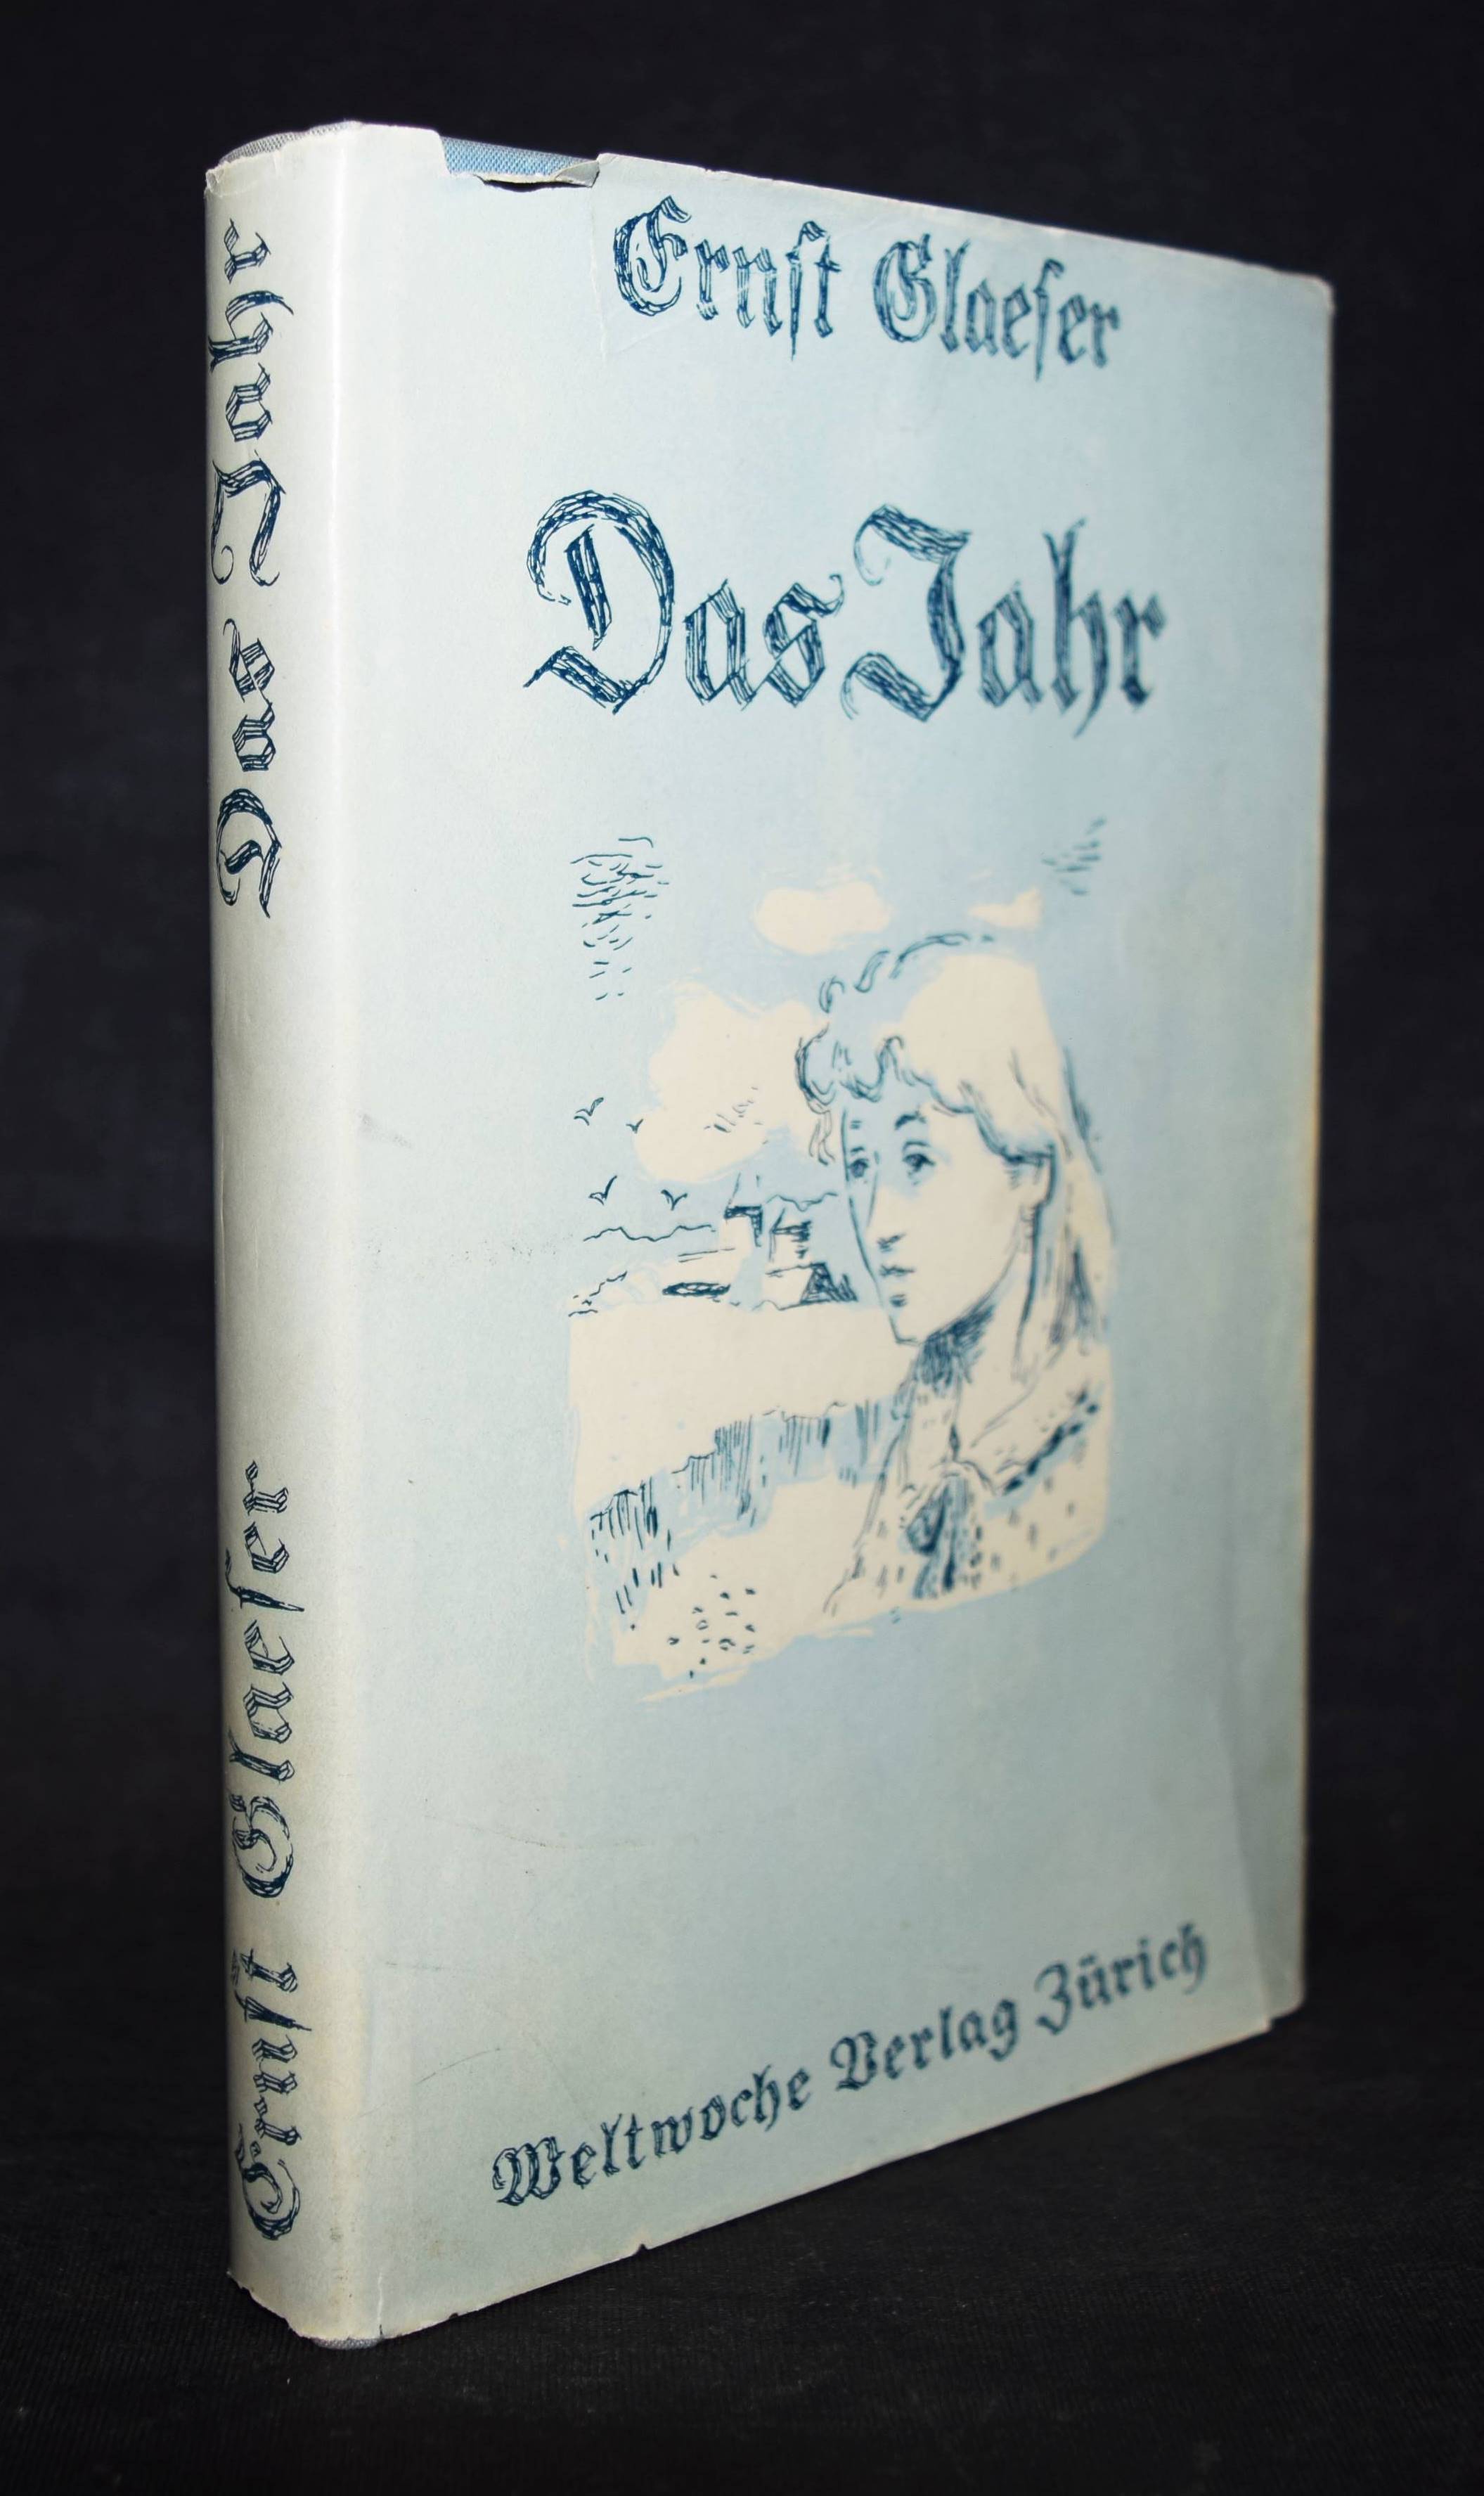 Ernst Glaeser
Das Jahr
Weltwoche Verlag Zürich
Ernst Glaeser Das Jahr